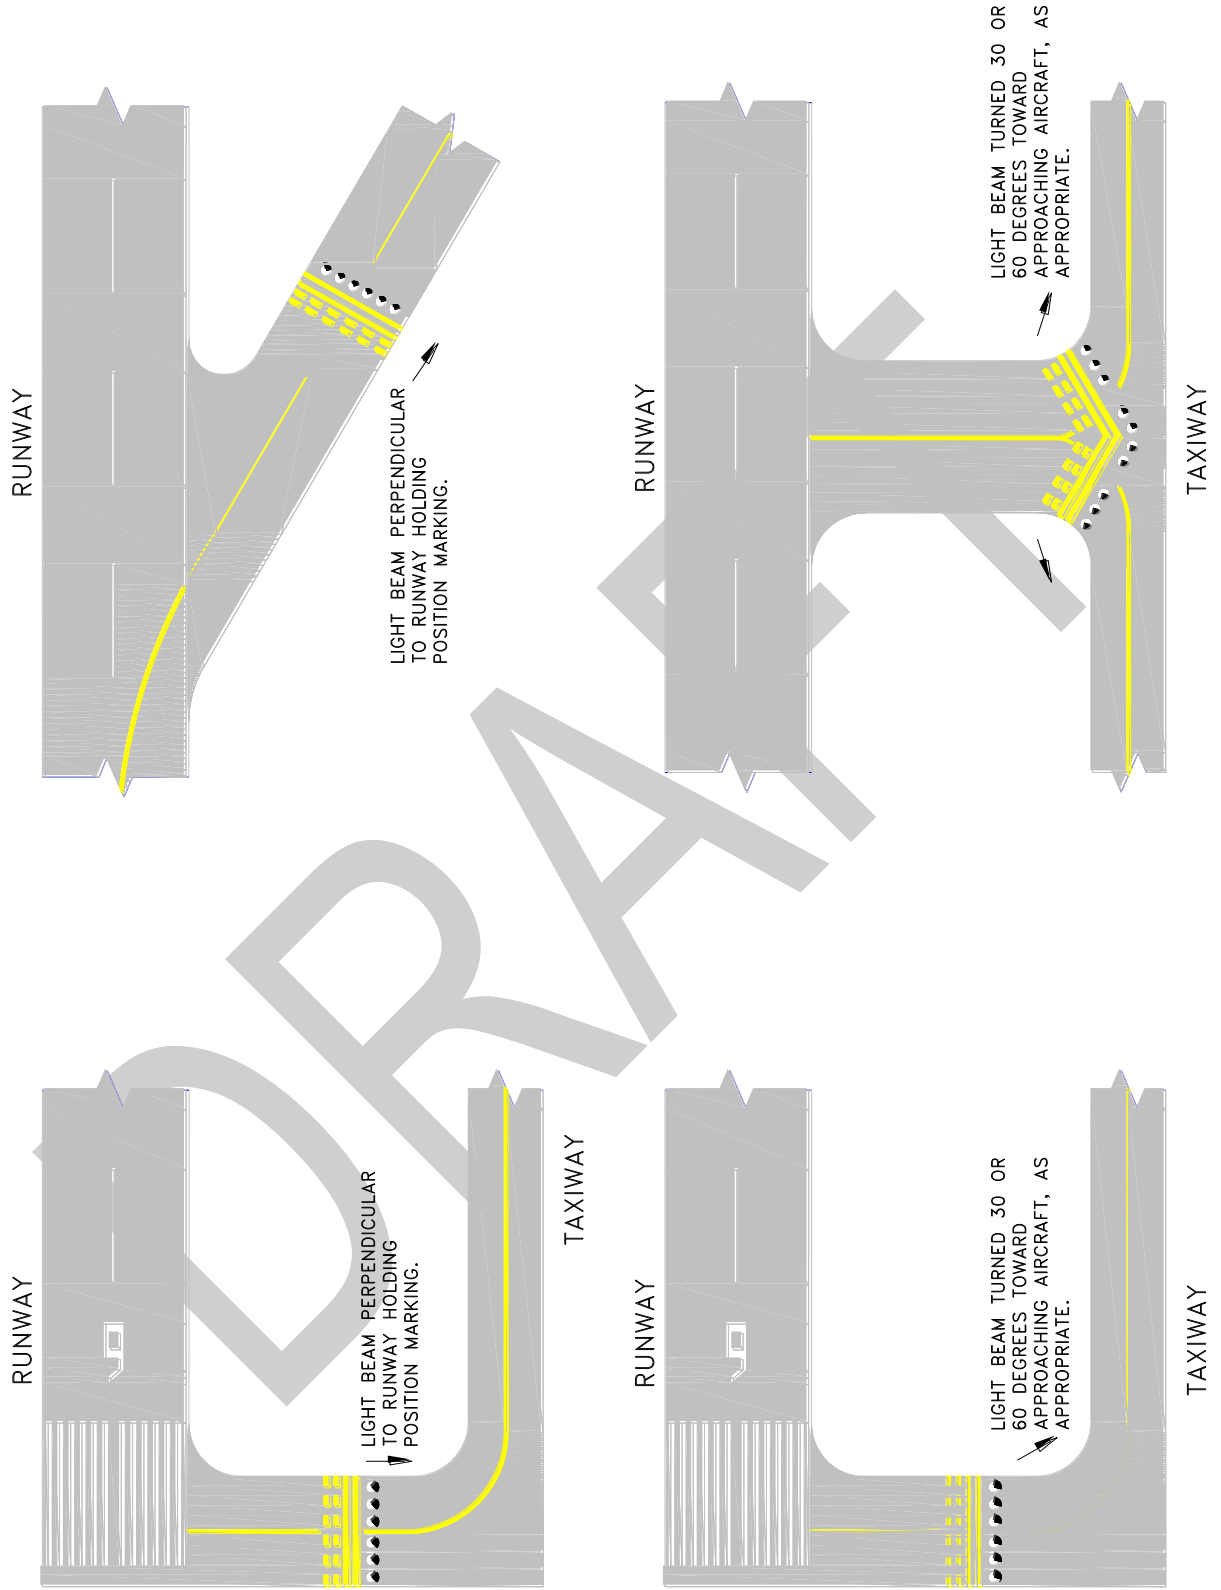 RUNWAY
LIGHT BEAM PERPENDICULAR
TO RUNWAY HOLDING
POSITION MARKING.
TAXIWAY
RUNWAY
LIGHT BEAM PERPENDICULAR
TO RUNWAY HOLDING
POSITION MARKING.
RUNWAY
LIGHT BEAM TURNED 30 OR
60 DEGREES TOWARD
APPROACHING AIRCRAFT, AS
APPROPRIATE.
TAXIWAY
RUNWAY
LIGHT BEAM TURNED 30 OR
60 DEGREES TOWARD
APPROACHING AIRCRAFT, AS
APPROPRIATE.
TAXIWAY
DRAFT